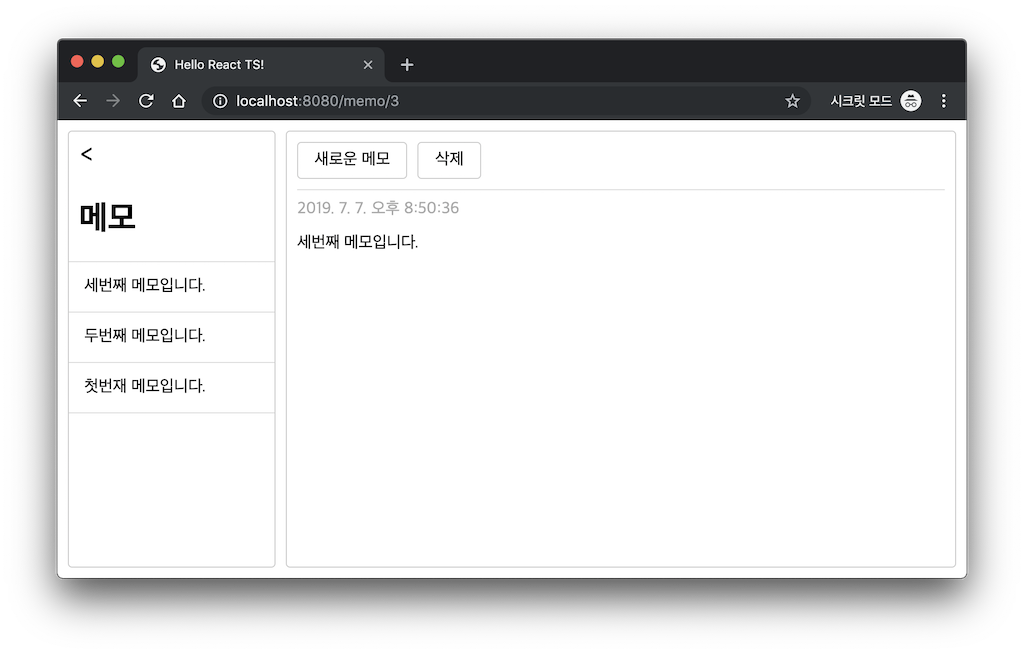 Hello React TS!
localhost:8080/memo/3
시크릿 모드
<
메모
세번째 메모입니다.
두번째 메모입니다.
첫번재 메모입니다.
새로운 메모 삭제
2019. 7. 7. 오후 8:50:36
세번째 메모입니다.